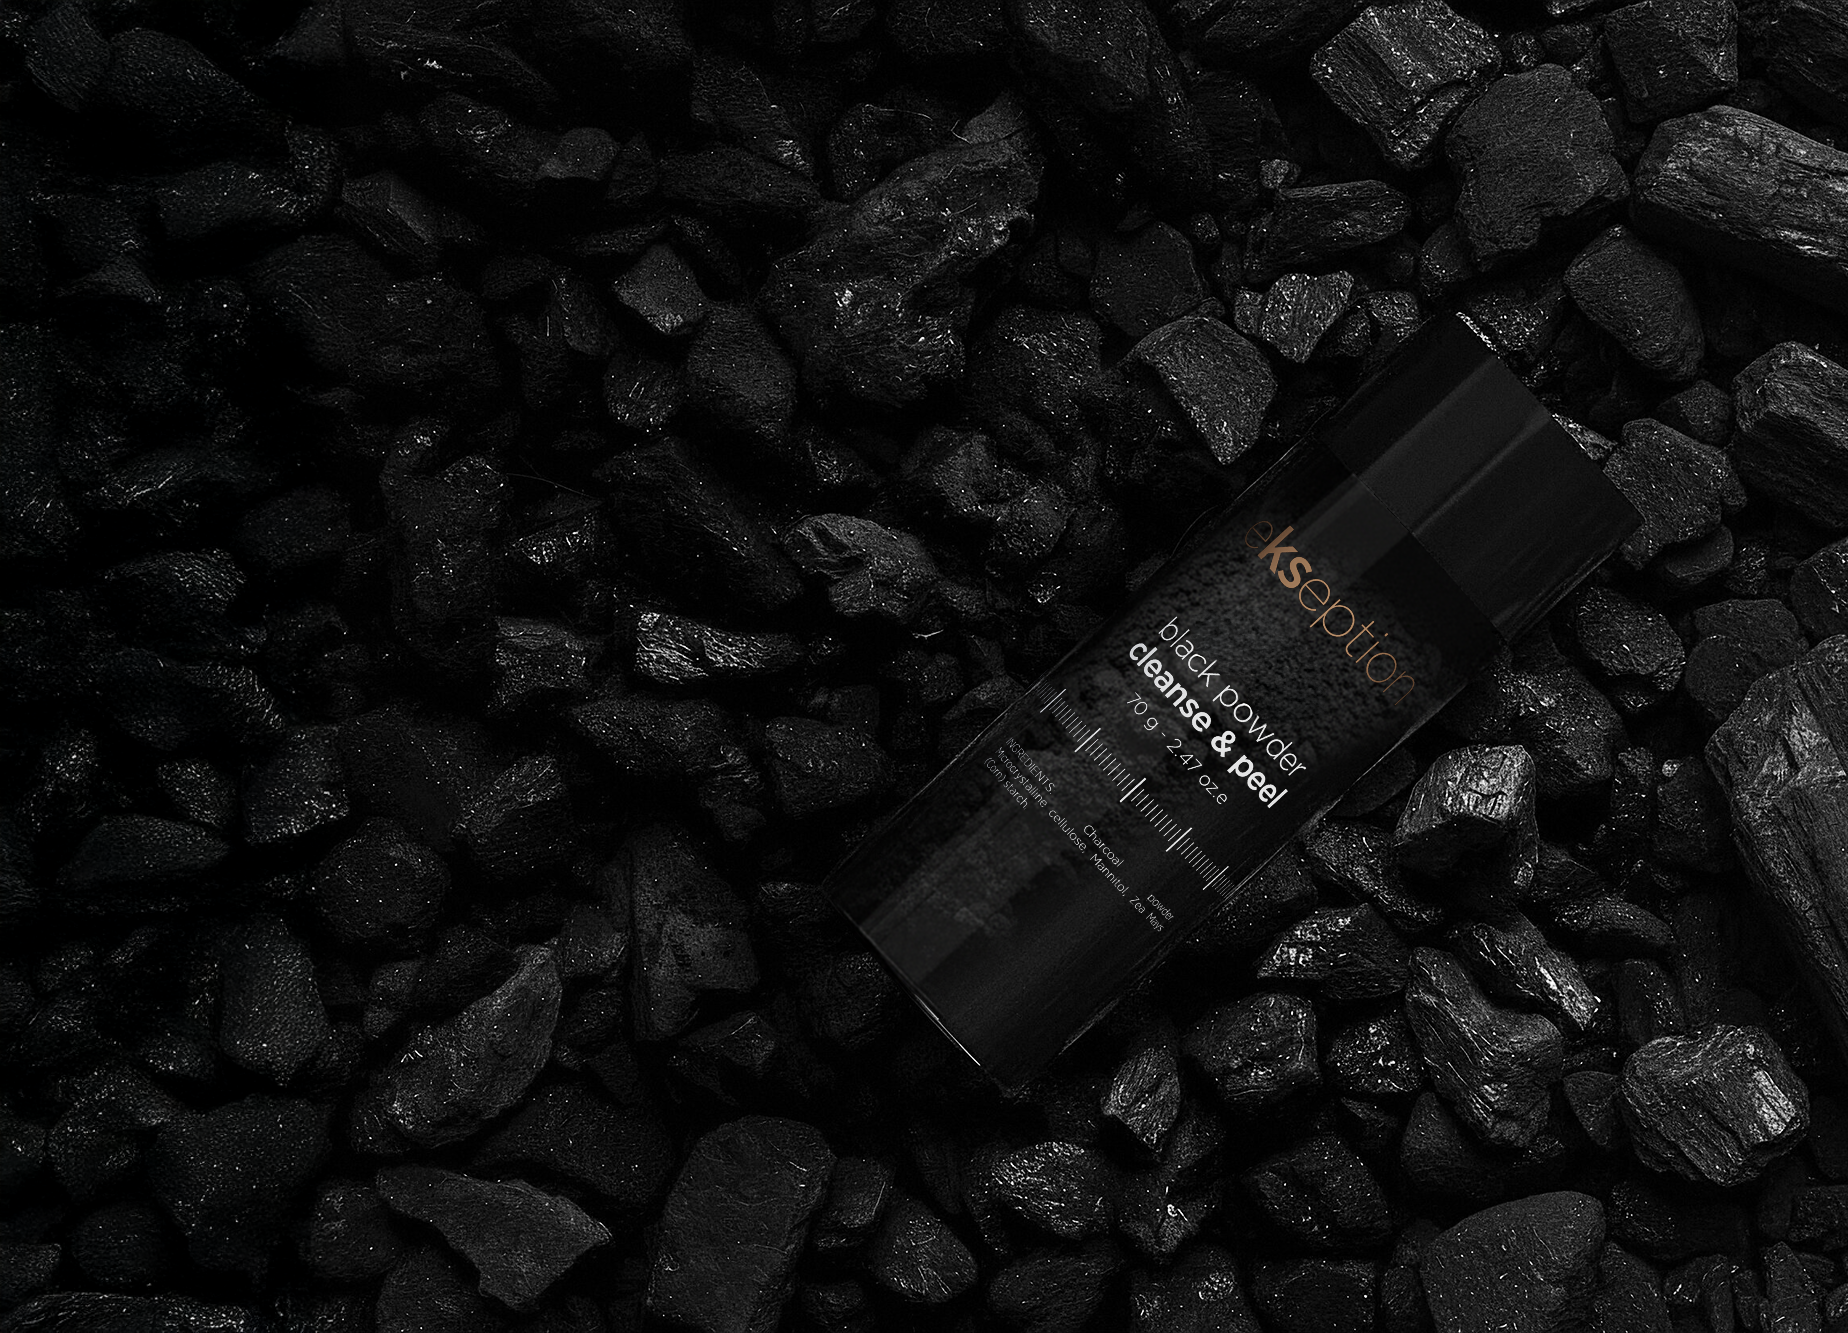 ekseption
black powder
cleanse & peel
70 g - 2.47 oz.e
INGREDIENTS. Charcoal powder
Microcrystalline cellulose, Mannitol, Zea Mays
(Corn) starch